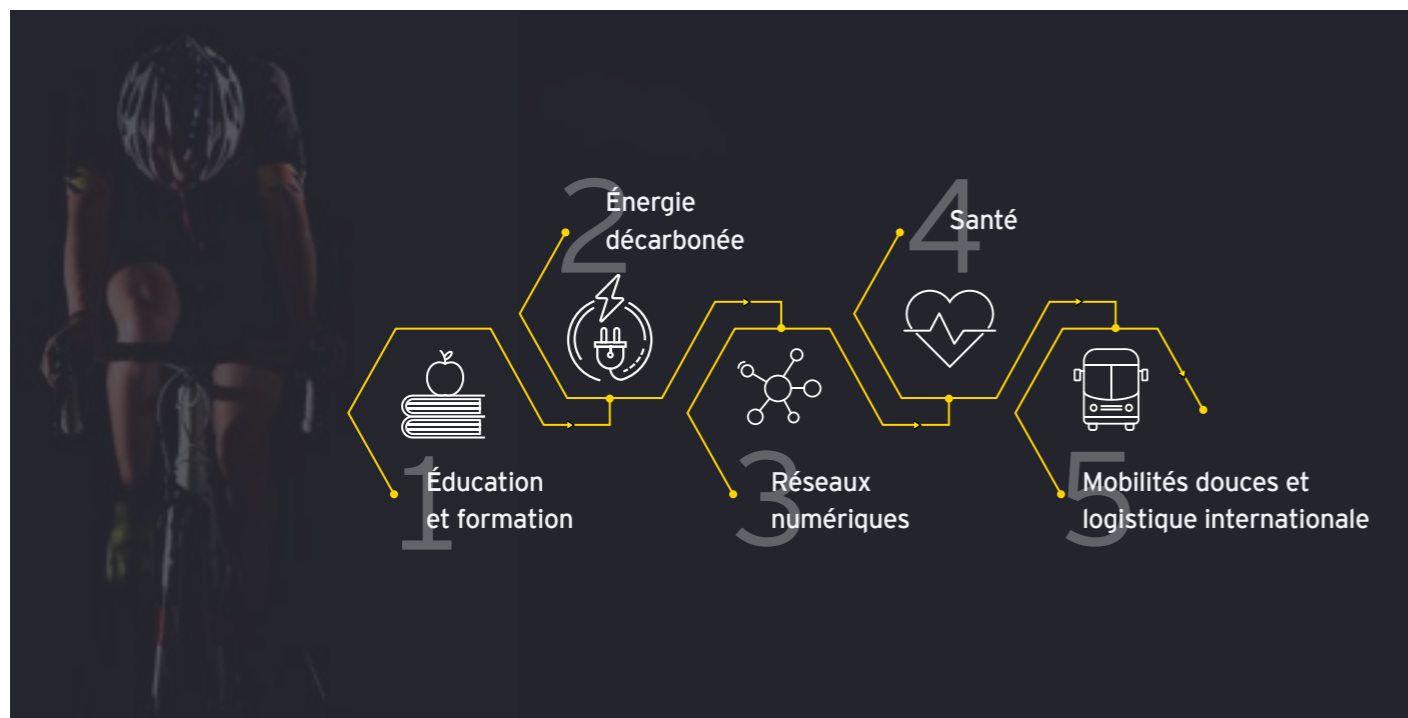 1
Éducation
et formation
2
Énergie
décarbonée
3
Réseaux
numériques
4
Santé
5
Mobilités douces et
logistique internationale